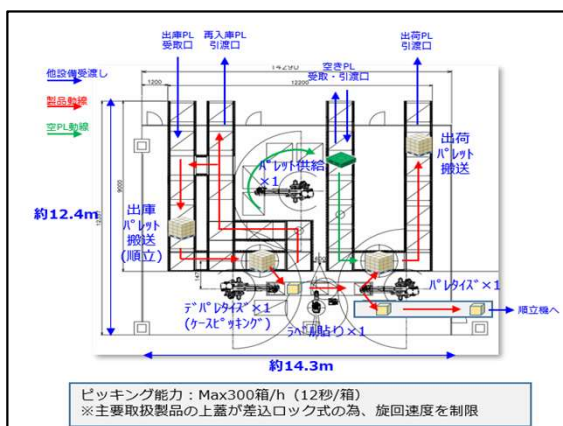 出庫PL
受取口
再入庫PL
引渡口
空きPL
受取・引渡口
出荷PL
引渡口
14290
1200
12200
他設備受渡し
製品動線
空PL動線
9000
約12.4m
出庫
ﾊﾟﾚｯﾄ
搬送
(順立)
ﾊﾟﾚｯﾄ供給
×1
出荷
ﾊﾟﾚｯﾄ
搬送
ﾃﾞﾊﾟﾚﾀｲｽﾞ×1
(ケースピッキング)
ﾗﾍﾞﾙ貼り×1
ﾊﾟﾚﾀｲｽﾞ×1
順立機へ
約14.3m
ピッキング能力：Max300箱/h（12秒/箱）
※主要取扱製品の上蓋が差込ロック式の為、旋回速度を制限